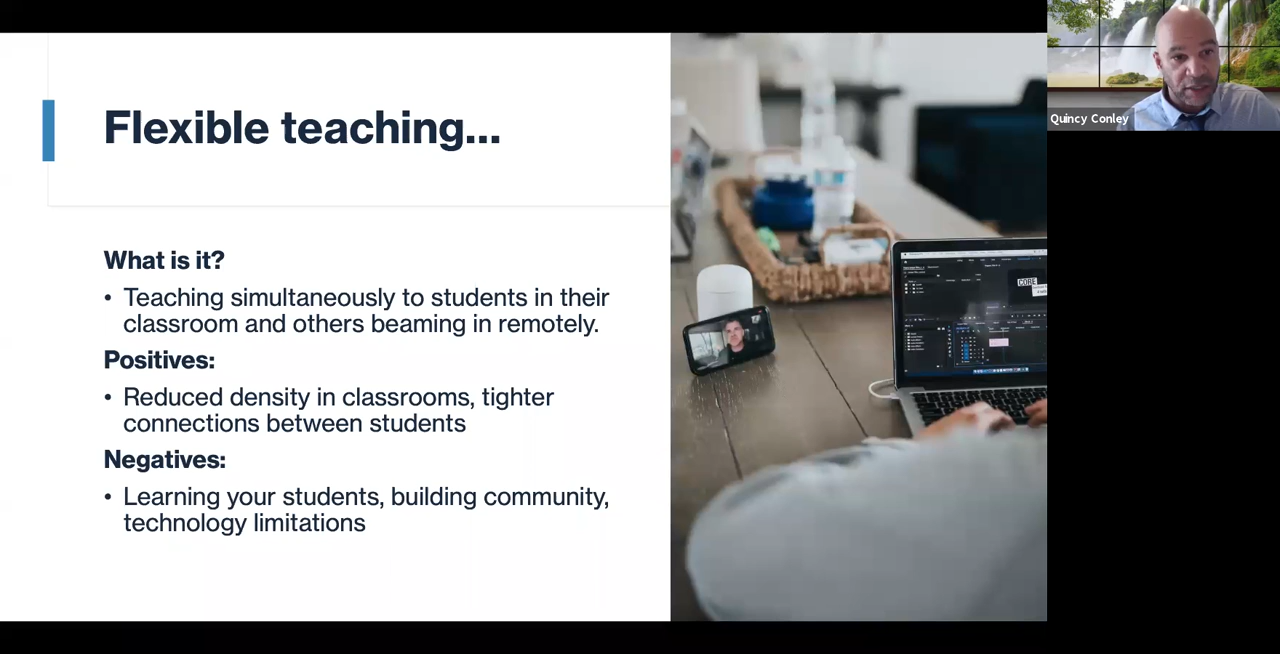 Flexible teaching...
What is it?
• Teaching simultaneously to students in their
classroom and others beaming in remotely.
Positives:
• Reduced density in classrooms, tighter
connections between students
Negatives:
• Learning your students, building community,
technology limitations
CORE
Quincy Conley